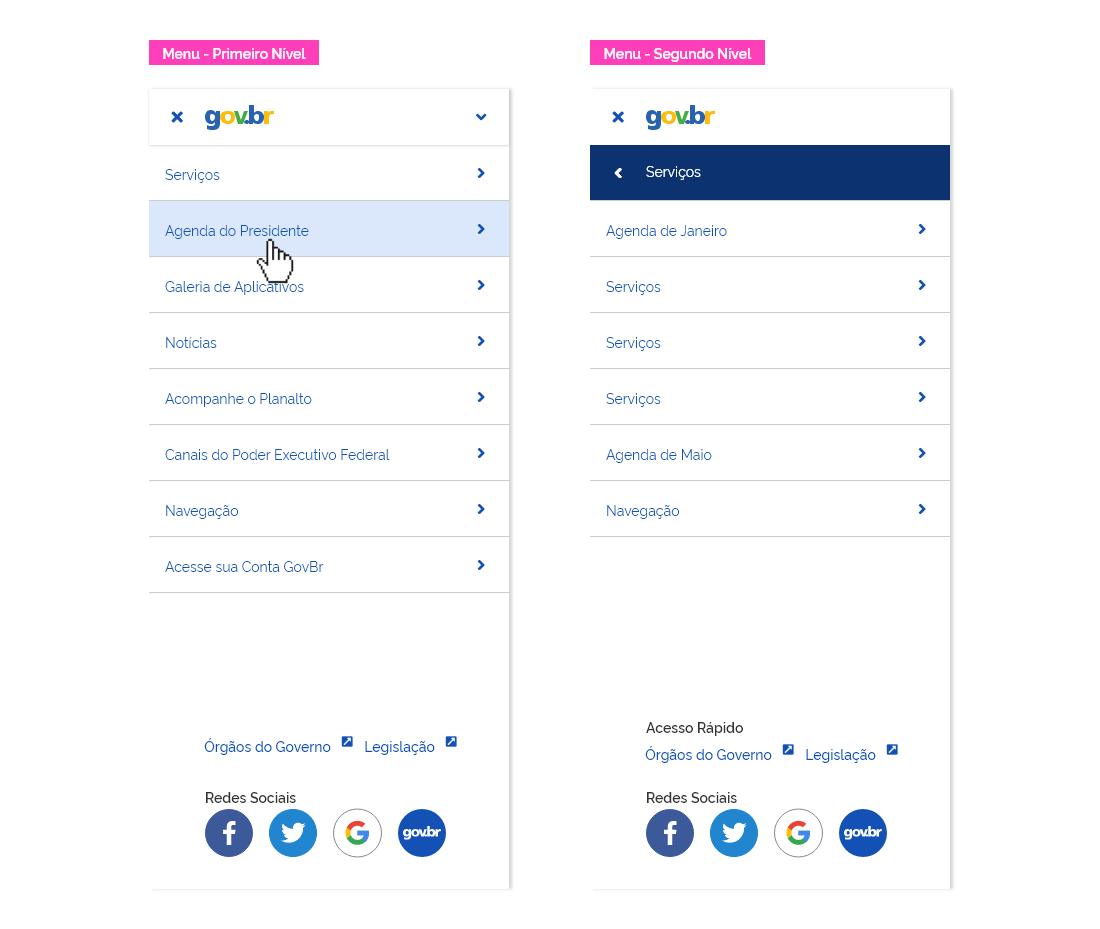 Menu - Primeiro Nível
gov.br
Serviços
Agenda do Presidente
Galeria de Aplicativos
Notícias
Acompanhe o Planalto
Canais do Poder Executivo Federal
Navegação
Acesse sua Conta GovBr
Órgãos do Governo Legislação
Redes Sociais
gov.br
Menu - Segundo Nível
gov.br
Serviços
Agenda de Janeiro
Serviços
Serviços
Serviços
Agenda de Maio
Navegação
Acesso Rápido
Órgãos do Governo Legislação
Redes Sociais
gov.br